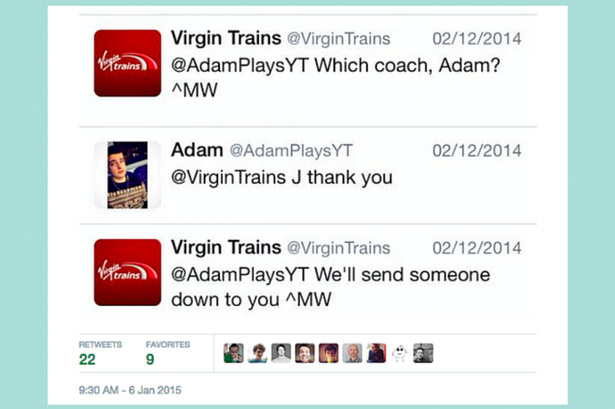 Virgin Trains @VirginTrains 02/12/2014
@AdamPlaysYT Which coach, Adam?
^MW
Virgin
trains
Adam @AdamPlaysYT 02/12/2014
@VirginTrains J thank you
Virgin Trains @VirginTrains 02/12/2014
@AdamPlaysYT We'll send someone
down to you ^MW
Virgin
trains
RETWEETS FAVORITES
22 9
9:30 AM - 6 Jan 2015